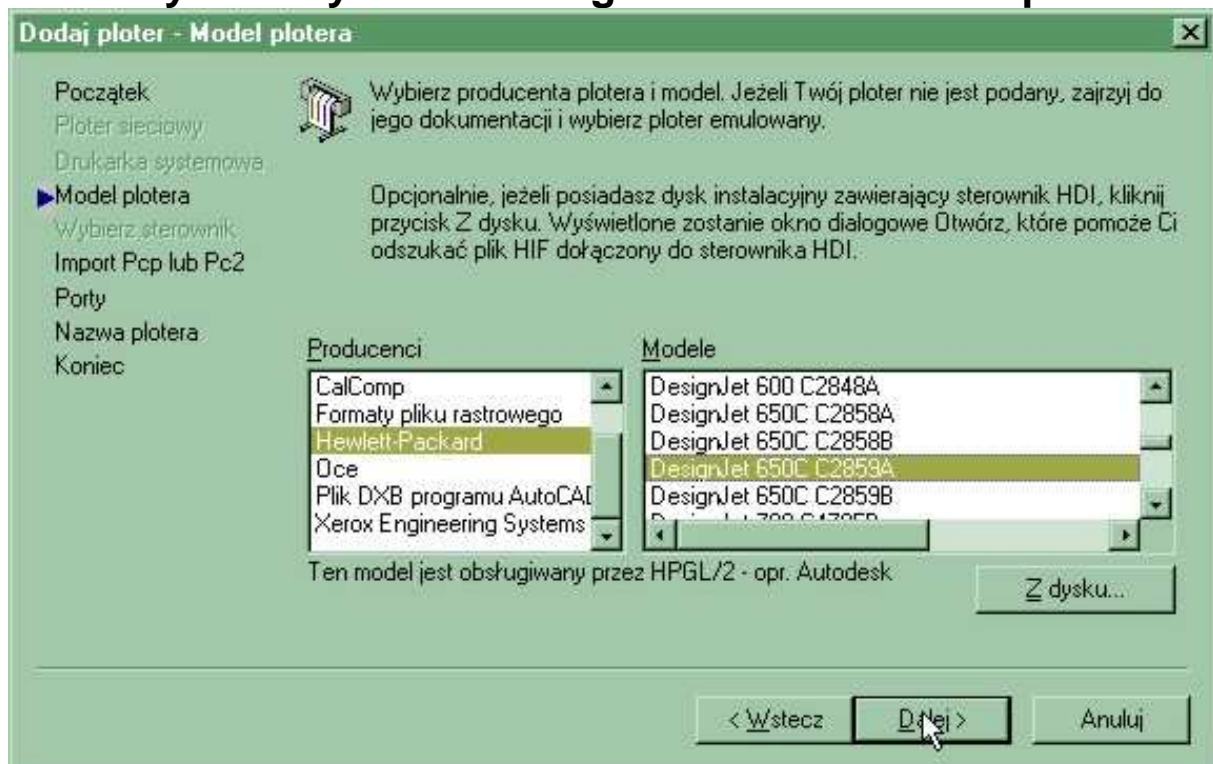 Dodaj ploter - Model plotera
Początek
Ploter sieciowy
Drukarka systemowa
Model plotera
Wybierz sterownik
Import Pcp lub Pc2
Porty
Nazwa plotera
Koniec
Wybierz producenta plotera i model. Jeżeli Twój ploter nie jest podany, zajrzyj do
jego dokumentacji i wybierz ploter emulowany.
Opcjonalnie, jeżeli posiadasz dysk instalacyjny zawierający sterownik HDI, kliknij
przycisk Z dysku. Wyświetlone zostanie okno dialogowe Otwórz, które pomoże Ci
odszukać plik HIF dołączony do sterownika HDI.
Producenci
CalComp
Formaty pliku rastrowego
Hewlett-Packard
Oce
Plik DXB programu AutoCAD
Xerox Engineering Systems
Modele
DesignJet 600 C2848A
DesignJet 650C C2858A
DesignJet 650C C2858B
DesignJet 650C C2859A
DesignJet 650C C2859B
Ten model jest obsługiwany przez HPGL/2 - opr. Autodesk
Z dysku...
< Wstecz
Dalej >
Anuluj